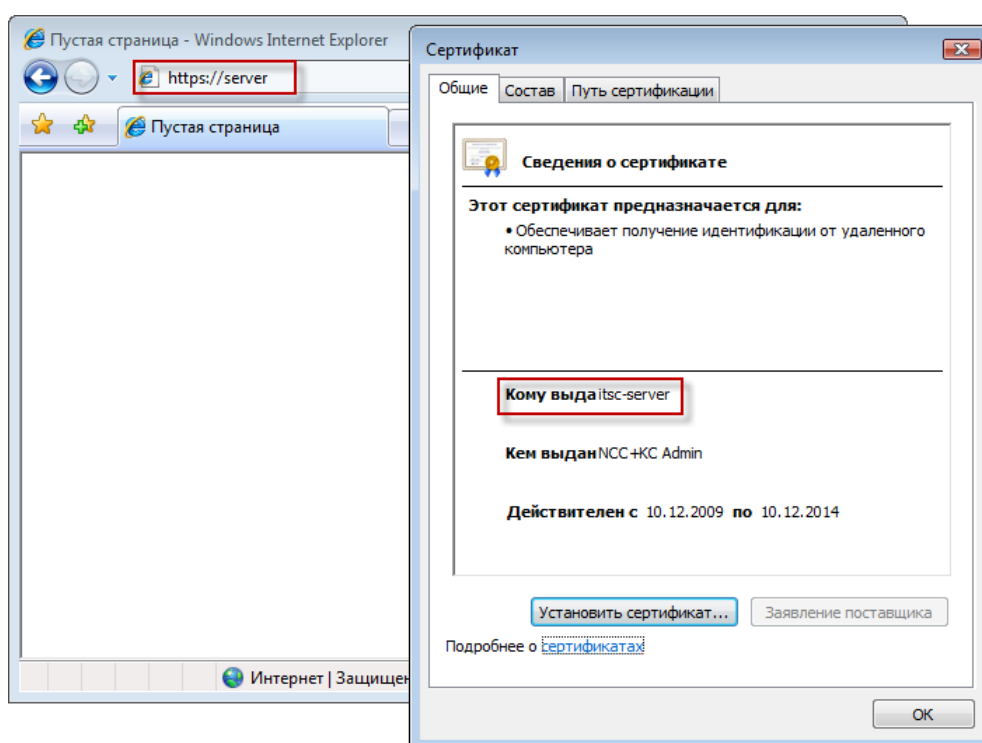 Пустая страница - Windows Internet Explorer
https://server
Пустая страница
Интернет | Защищен
Сертификат
Общие Состав Путь сертификации
Сведения о сертификате
Этот сертификат предназначается для:
• Обеспечивает получение идентификации от удаленного
компьютера
Кому выда itsc-server
Кем выдан NCC+KC Admin
Действителен с 10.12.2009 по 10.12.2014
Установить сертификат... Заявление поставщика
Подробнее о сертификатах
ОК